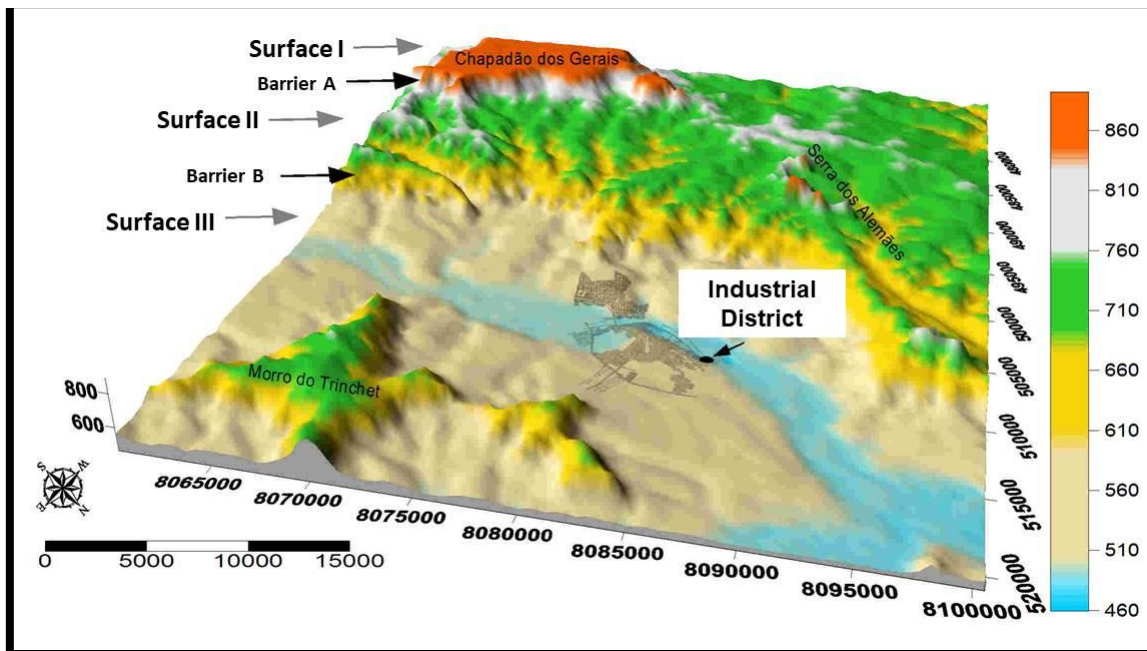 Surface I
Chapadão dos Gerais
Barrier A
Surface II
Barrier B
Surface III
Serra dos Alemães
Industrial
District
Morro do Trinchet
860
810
760
710
660
610
560
510
460
800
600
8065000
8070000
8075000
8080000
8085000
8090000
8095000
8100000
495000
500000
505000
510000
515000
520000
S
W
E
N
0
5000
10000
15000